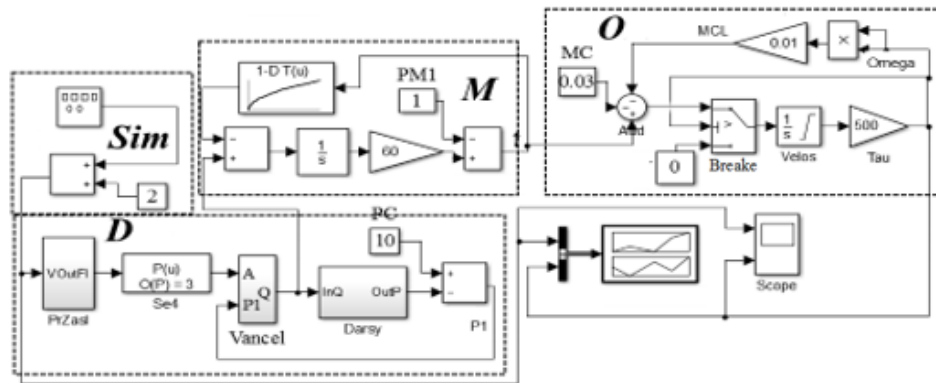 Sim
+
+
2
1-D T(u)
PM1
1
M
−
+
1
s
60
−
+
O
MC
0.03
MCL
0.01
×
Omega
−
−
+
Add
>
0
Breake
1
s
Velos
500
Tau
D
VOutFl
PrZasl
P(u)
O(P) = 3
Se4
A
P1
Q
Vancel
InQ
OutP
Darsy
PC
10
+
−
P1
Scope